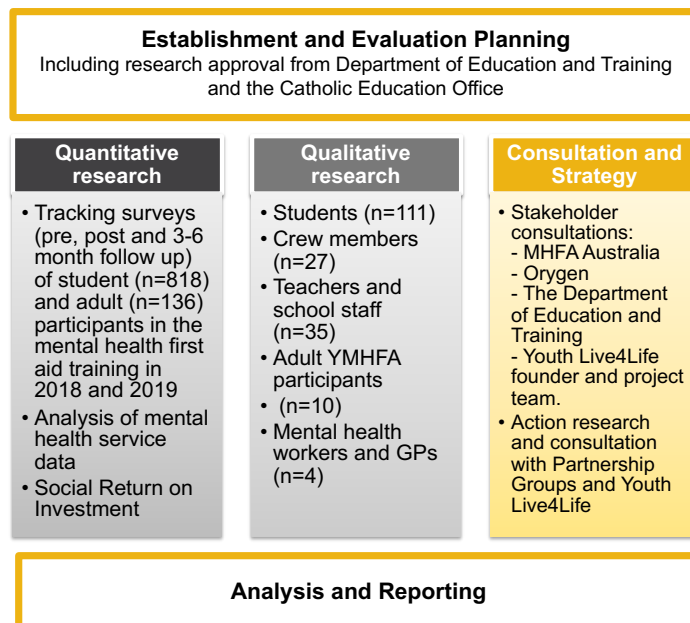 Establishment and Evaluation Planning
Including research approval from Department of Education and Training
and the Catholic Education Office
Quantitative
research
• Tracking surveys
(pre, post and 3-6
month follow up)
of student (n=818)
and adult (n=136)
participants in the
mental health first
aid training in
2018 and 2019
• Analysis of mental
health service
data
• Social Return on
Investment
Qualitative
research
• Students (n=111)
• Crew members
(n=27)
• Teachers and
school staff
(n=35)
• Adult YMHFA
participants
• (n=10)
• Mental health
workers and GPs
(n=4)
Consultation and
Strategy
• Stakeholder
consultations:
- MHFA Australia
- Orygen
- The Department
of Education and
Training
- Youth Live4Life
founder and project
team.
• Action research
and consultation
with Partnership
Groups and Youth
Live4Life
Analysis and Reporting